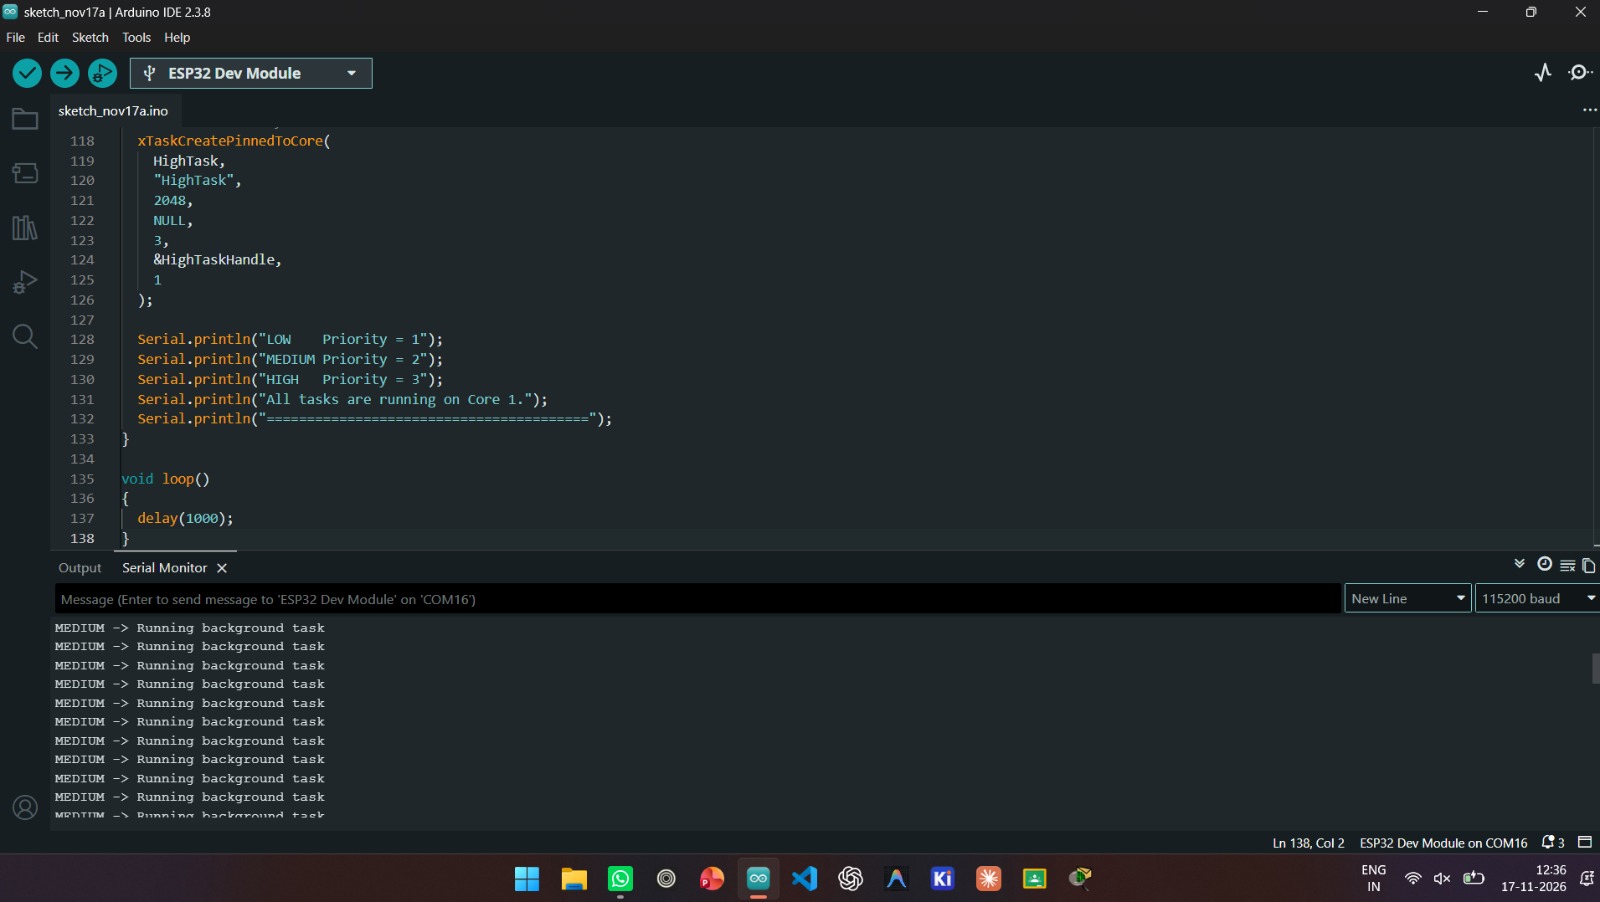 sketch_nov17a | Arduino IDE 2.3.8
File Edit Sketch Tools Help
ESP32 Dev Module
sketch_nov17a.ino
118 xTaskCreatePinnedToCore(
119 HighTask,
120 "HighTask",
121 2048,
122 NULL,
123 3,
124 &HighTaskHandle,
125 1
126 );
127
128 Serial.println("LOW    Priority = 1");
129 Serial.println("MEDIUM Priority = 2");
130 Serial.println("HIGH   Priority = 3");
131 Serial.println("All tasks are running on Core 1.");
132 Serial.println("========================================");
133 }
134
135 void loop()
136 {
137 delay(1000);
138 }
Output Serial Monitor
Message (Enter to send message to 'ESP32 Dev Module' on 'COM16')
New Line
115200 baud
MEDIUM -> Running background task
MEDIUM -> Running background task
MEDIUM -> Running background task
MEDIUM -> Running background task
MEDIUM -> Running background task
MEDIUM -> Running background task
MEDIUM -> Running background task
MEDIUM -> Running background task
MEDIUM -> Running background task
MEDIUM -> Running background task
MEDIUM -> Running background task
Ln 138, Col 2 ESP32 Dev Module on COM16 3
Ki
ENG
IN
12:36
17-11-2026